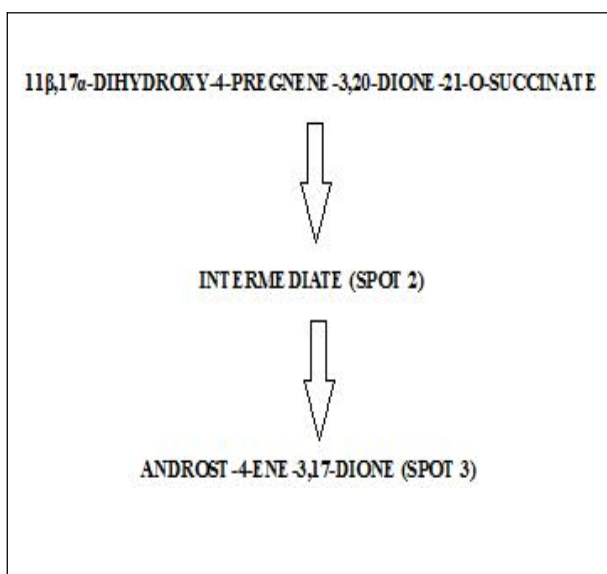 11β,17α-DIHYDROXY-4-PREGNENE-3,20-DIONE-21-O-SUCCINATE
INTERMEDIATE (SPOT 2)
ANDROST-4-ENE-3,17-DIONE (SPOT 3)